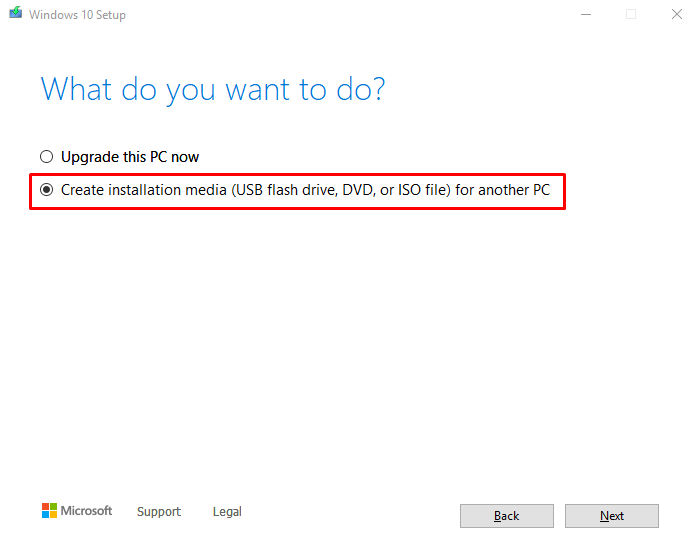 Windows 10 Setup
What do you want to do?
Upgrade this PC now
Create installation media (USB flash drive, DVD, or ISO file) for another PC
Microsoft Support Legal Back Next